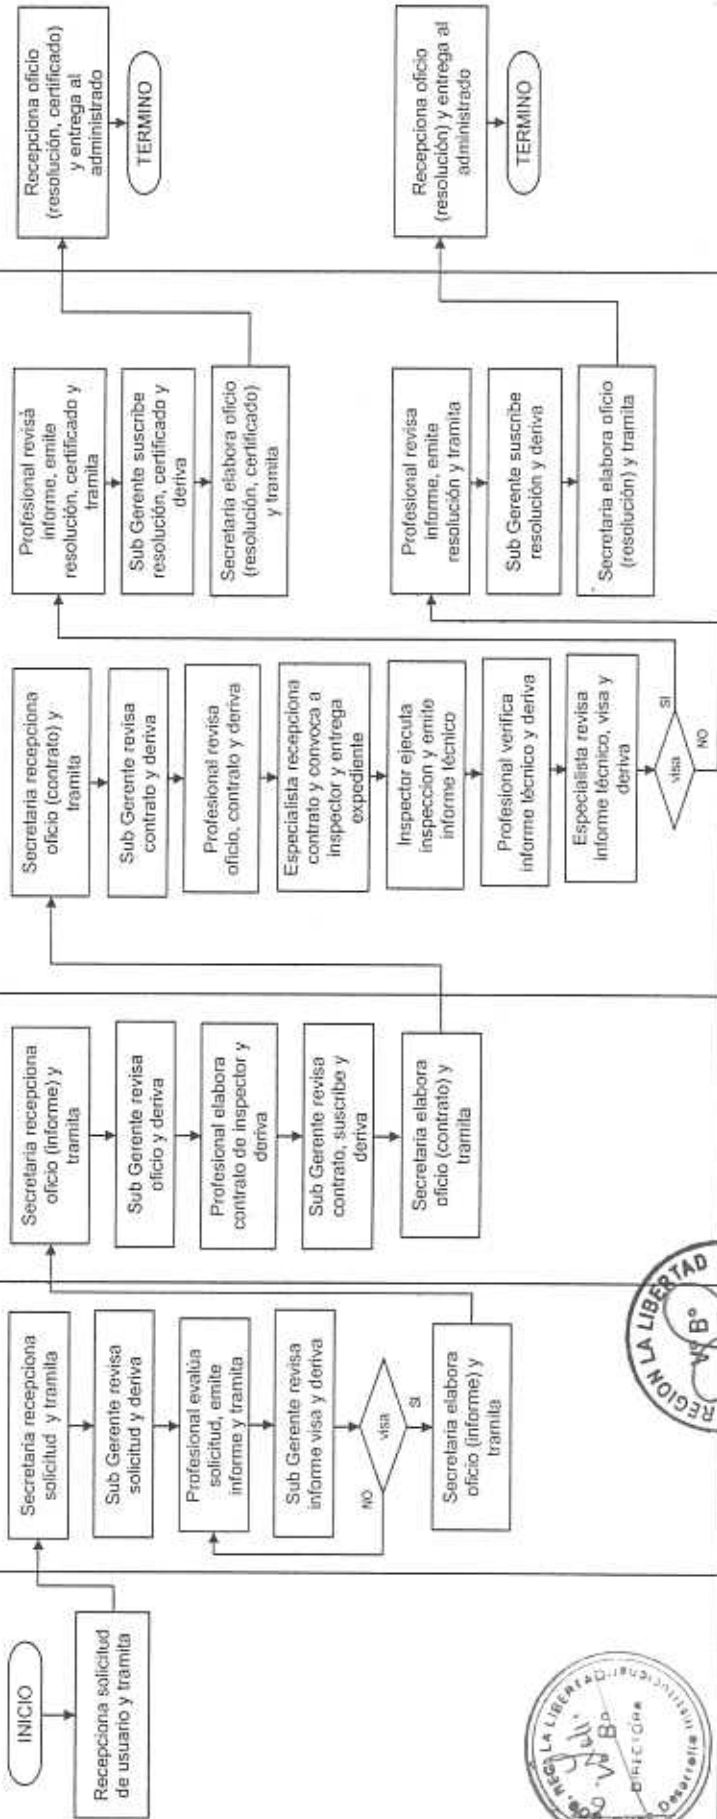 INICIO
Recepciona solicitud
de usuario y tramita
Secretaria recepciona
solicitud y tramita
Sub Gerente revisa
solicitud y deriva
Profesional evalúa
solicitud, emite
informe y tramita
Sub Gerente revisa
informe visa y deriva
visa
NO
SI
Secretaria elabora
oficio (informe) y
tramita
Secretaria recepciona
oficio (informe) y
tramita
Sub Gerente revisa
oficio y deriva
Profesional elabora
contrato de inspector y
deriva
Sub Gerente revisa
contrato, suscribe y
deriva
Secretaria elabora
oficio (contrato) y
tramita
Secretaria recepciona
oficio (contrato) y
tramita
Sub Gerente revisa
contrato y deriva
Profesional revisa
oficio, contrato y deriva
Especialista recepciona
contrato y convoca a
inspector y entrega
expediente
Inspector ejecuta
inspeccion y emite
informe técnico
Profesional verifica
informe técnico y deriva
Especialista revisa
informe técnico, visa y
deriva
visa
SI
NO
Profesional revisa
informe, emite
resolución, certificado y
tramita
Sub Gerente suscribe
resolución, certificado y
deriva
Secretaria elabora oficio
(resolución, certificado)
y tramita
Profesional revisa
informe, emite
resolución y tramita
Sub Gerente suscribe
resolución y deriva
Secretaria elabora oficio
(resolución) y tramita
Recepciona oficio
(resolución, certificado)
y entrega al
administrado
TERMINO
Recepciona oficio
(resolución) y entrega al
administrado
TERMINO
REGION LA LIBERTAD
V° B°
LA LIBERTAD
V° B°
DIRECTORA
Desarrollo Institucional